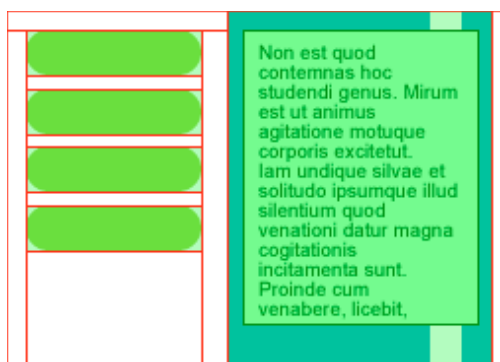 Non est quod
contemnas hoc
studendi genus. Mirum
est ut animus
agitatione motuque
corporis excitetut.
Iam undique silvae et
solitudo ipsumque illud
silentium quod
venationi datur magna
cogitationis
incitamenta sunt.
Proinde cum
venabere, licebit,